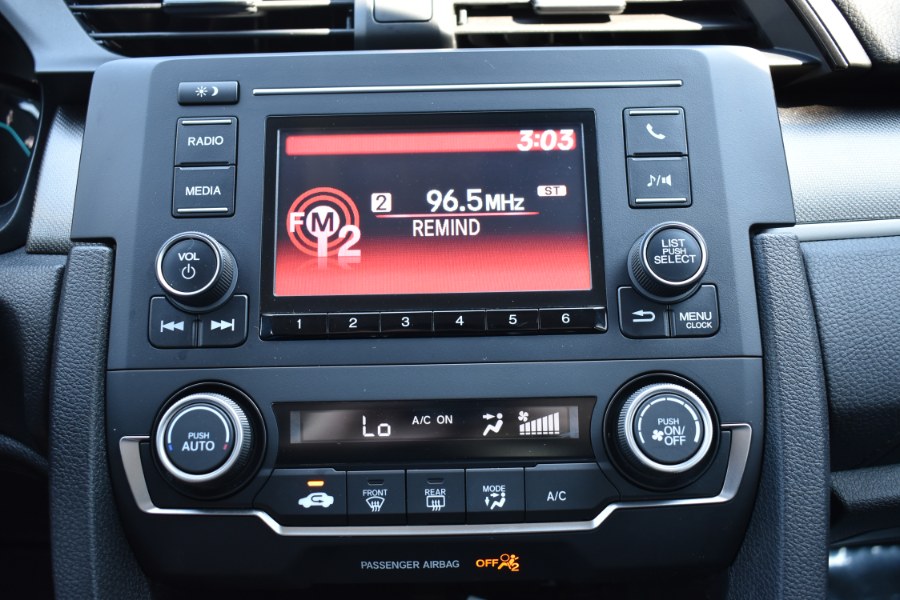 RADIO
MEDIA
VOL
3:03
FM
2
2
96.5MHz
ST
REMIND
1 2 3 4 5 6
LIST
PUSH
SELECT
MENU
CLOCK
PUSH
AUTO
Lo
A/C ON
PUSH
ON/
OFF
FRONT
REAR
MODE
A/C
PASSENGER AIRBAG OFF 2